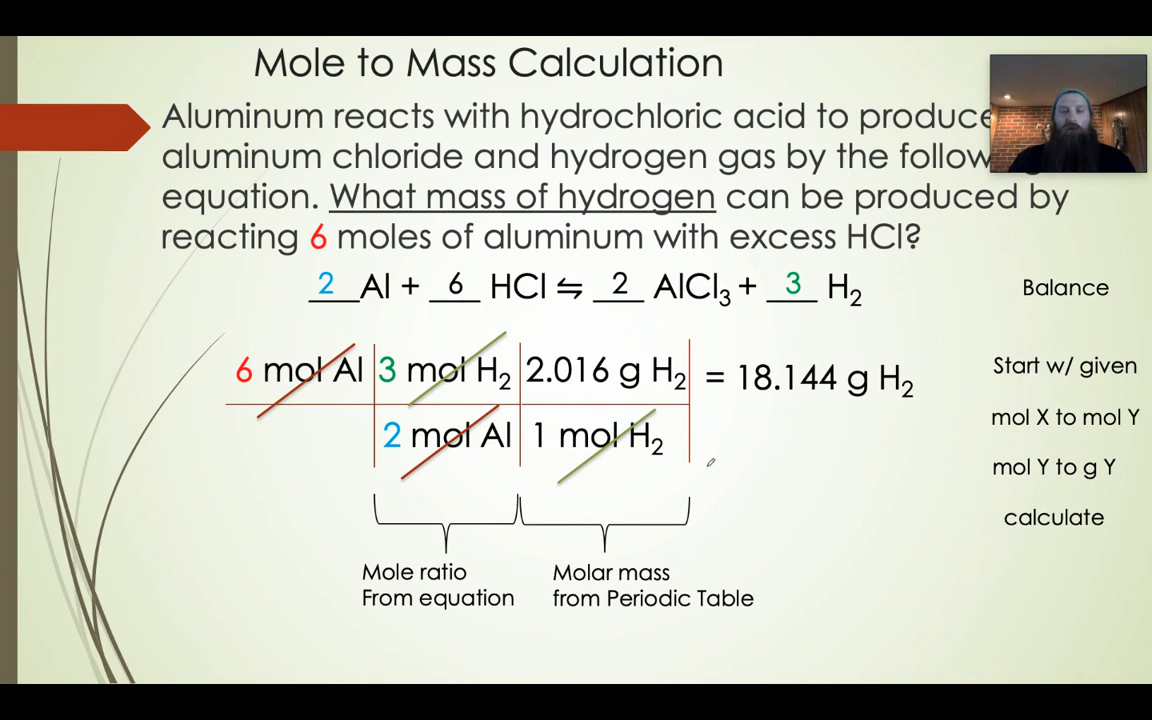 Mole to Mass Calculation
Aluminum reacts with hydrochloric acid to produce
aluminum chloride and hydrogen gas by the
equation. What mass of hydrogen can be produced by
reacting 6 moles of aluminum with excess HCl?
2 Al + 6 HCl ⇋ 2 AlCl₃ + 3 H₂
Balance
6 mol Al 3 mol H₂ 2.016 g H₂ = 18.144 g H₂
2 mol Al 1 mol H₂
Start w/ given
mol X to mol Y
mol Y to g Y
calculate
Mole ratio
From equation
Molar mass
from Periodic Table